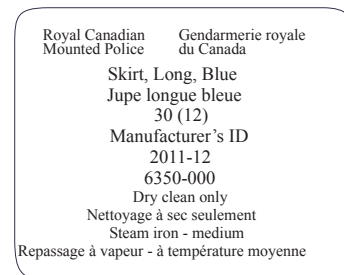 Royal Canadian Gendarmerie royale
Mounted Police du Canada
Skirt, Long, Blue
Jupe longue bleue
30 (12)
Manufacturer’s ID
2011-12
6350-000
Dry clean only
Nettoyage à sec seulement
Steam iron - medium
Repassage à vapeur - à température moyenne